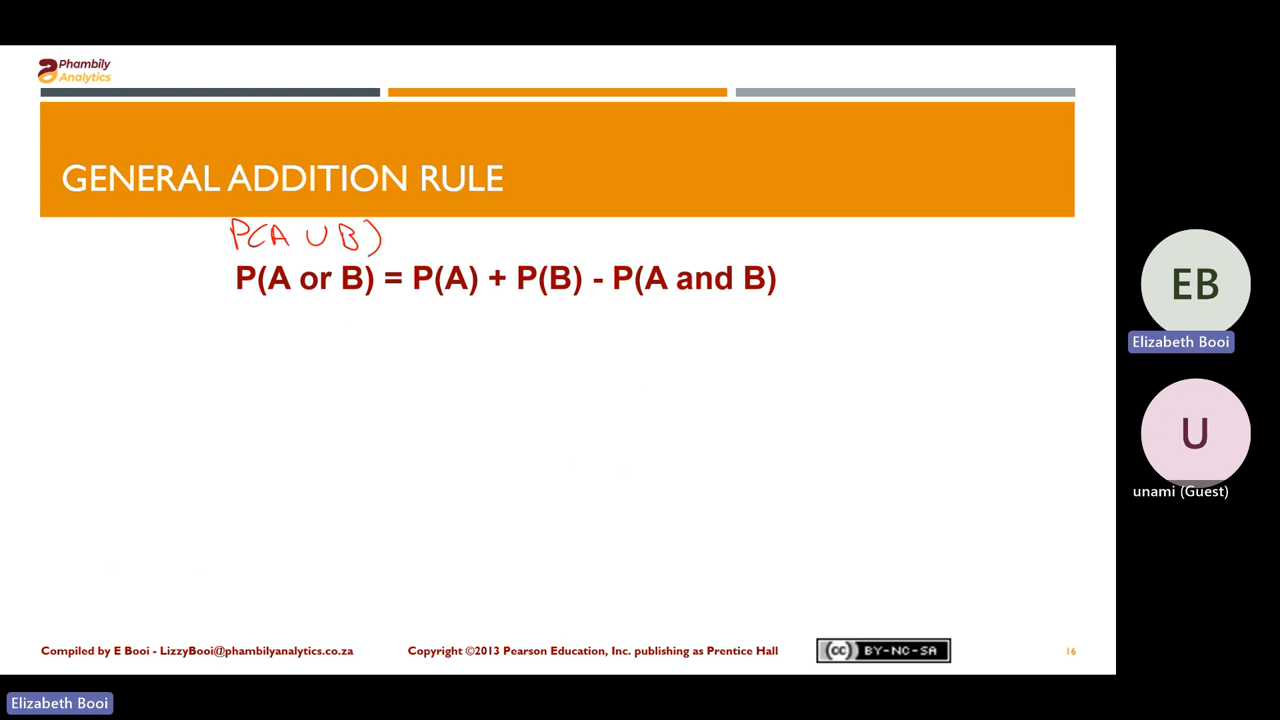 Phambily
Analytics
GENERAL ADDITION RULE
P(A ∪ B)
P(A or B) = P(A) + P(B) - P(A and B)
EB
Elizabeth Booi
U
unami (Guest)
Compiled by E Booi - LizzyBooi@phambilyanalytics.co.za
Copyright ©2013 Pearson Education, Inc. publishing as Prentice Hall
(cc) BY-NC-SA
16
Elizabeth Booi